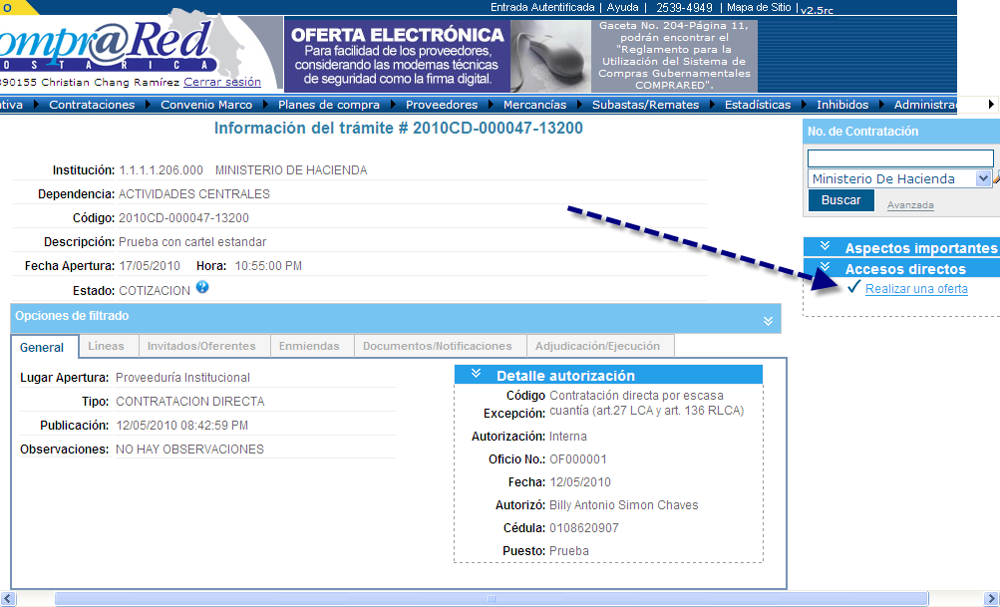 O
Entrada Autentificada | Ayuda | 2539-4949 | Mapa de Sitio | v2.5rc
ompr@Red
OSTARICA
390155 Christian Chang Ramírez Cerrar sesión
OFERTA ELECTRÓNICA
Para facilidad de los proveedores,
considerando las modernas técnicas
de seguridad como la firma digital.
Gaceta No. 204-Página 11,
podrán encontrar el
"Reglamento para la
Utilización del Sistema de
Compras Gubernamentales
COMPRARED".
tiva Contrataciones Convenio Marco Planes de compra Proveedores Mercancías Subastas/Remates Estadísticas Inhibidos Administra
Información del trámite # 2010CD-000047-13200
Institución: 1.1.1.1.206.000 MINISTERIO DE HACIENDA
Dependencia: ACTIVIDADES CENTRALES
Código: 2010CD-000047-13200
Descripción: Prueba con cartel estandar
Fecha Apertura: 17/05/2010 Hora: 10:55:00 PM
Estado: COTIZACION ?
No. de Contratación
Ministerio De Hacienda
Buscar Avanzada
Aspectos importantes
Accesos directos
Realizar una oferta
Opciones de filtrado
General Líneas Invitados/Oferentes Enmiendas Documentos/Notificaciones Adjudicación/Ejecución
Lugar Apertura: Proveeduría Institucional
Tipo: CONTRATACION DIRECTA
Publicación: 12/05/2010 08:42:59 PM
Observaciones: NO HAY OBSERVACIONES
Detalle autorización
Código Excepción: Contratación directa por escasa
cuantía (art.27 LCA y art. 136 RLCA)
Autorización: Interna
Oficio No.: OF000001
Fecha: 12/05/2010
Autorizó: Billy Antonio Simon Chaves
Cédula: 0108620907
Puesto: Prueba